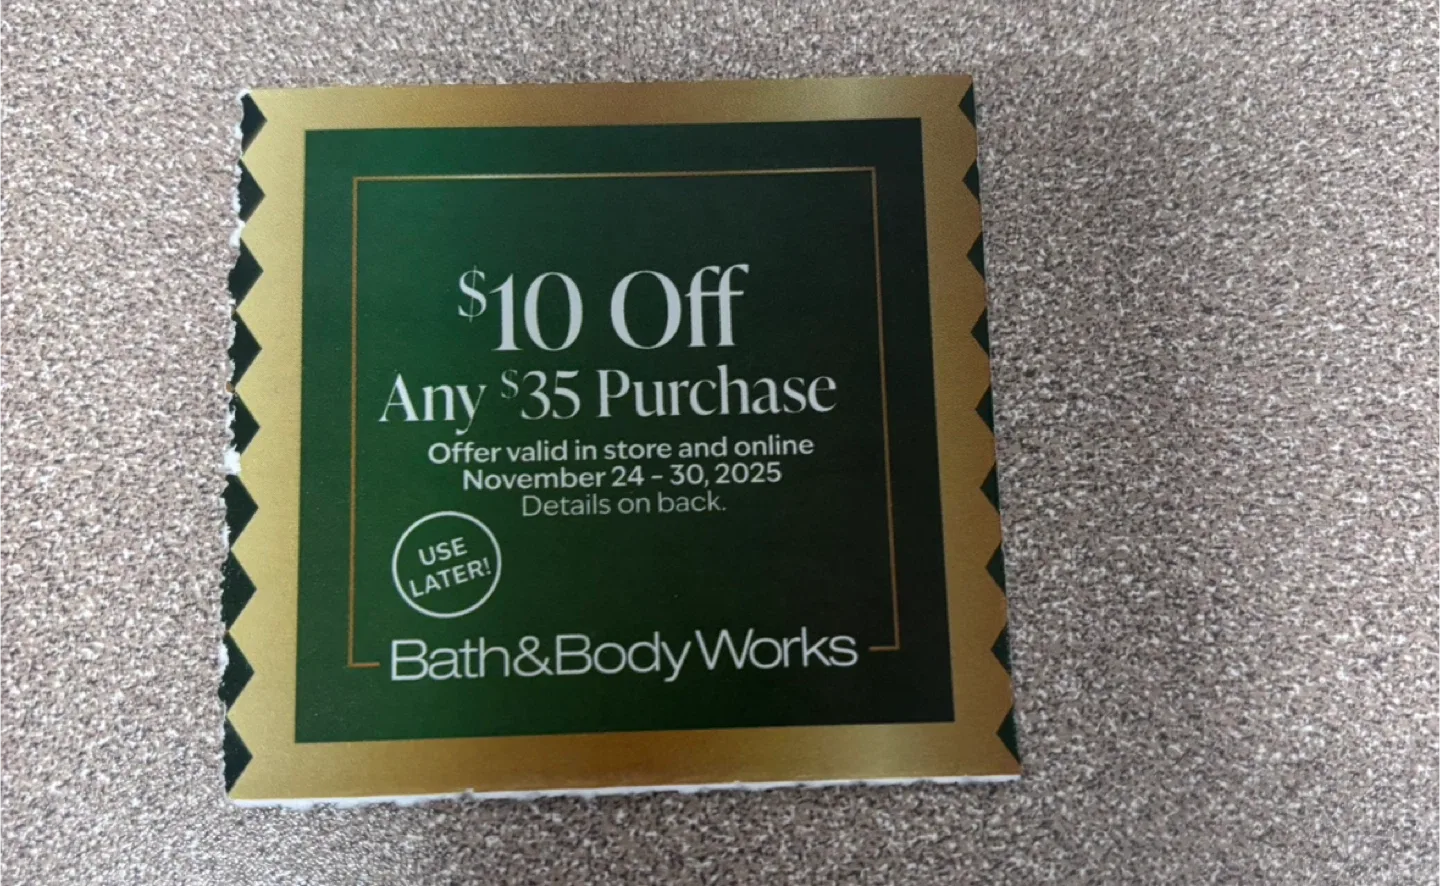 $10 Off
Any $35 Purchase
Offer valid in store and online
November 24 - 30, 2025
Details on back.
USE
LATER!
Bath&Body Works